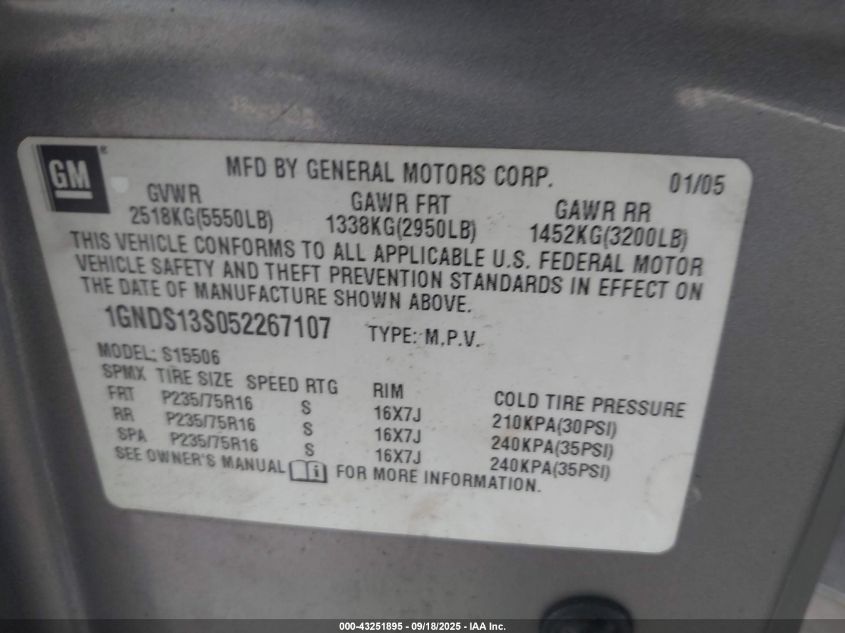 GM
MFD BY GENERAL MOTORS CORP. 01/05
GVWR GAWR FRT GAWR RR
2518KG(5550LB) 1338KG(2950LB) 1452KG(3200LB)
THIS VEHICLE CONFORMS TO ALL APPLICABLE U.S. FEDERAL MOTOR
VEHICLE SAFETY AND THEFT PREVENTION STANDARDS IN EFFECT ON
THE DATE OF MANUFACTURE SHOWN ABOVE.
1GNDS13S052267107 TYPE: M.P.V.
MODEL: S15506
SPMX TIRE SIZE SPEED RTG RIM COLD TIRE PRESSURE
FRT P235/75R16 S 16X7J 210KPA(30PSI)
RR P235/75R16 S 16X7J 240KPA(35PSI)
SPA P235/75R16 S 16X7J 240KPA(35PSI)
SEE OWNER'S MANUAL i FOR MORE INFORMATION.
000-43251895 - 09/18/2025 - IAA Inc.